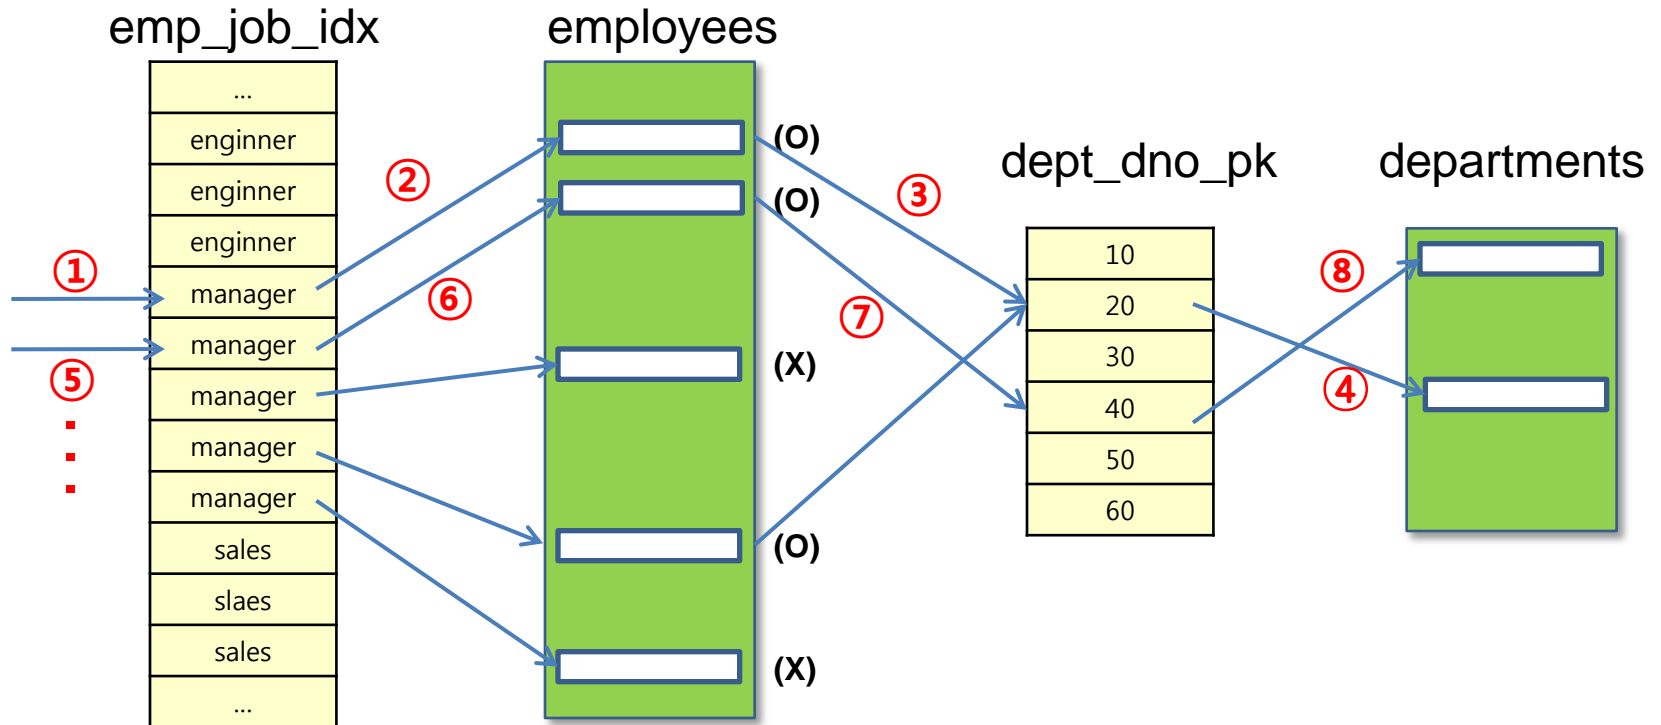 emp_job_idx
...
enginner
enginner
enginner
manager
manager
manager
manager
manager
sales
slaes
sales
...
①
⑤
②
⑥
employees
(O)
(O)
(X)
(O)
(X)
③
⑦
dept_dno_pk
10
20
30
40
50
60
⑧
④
departments